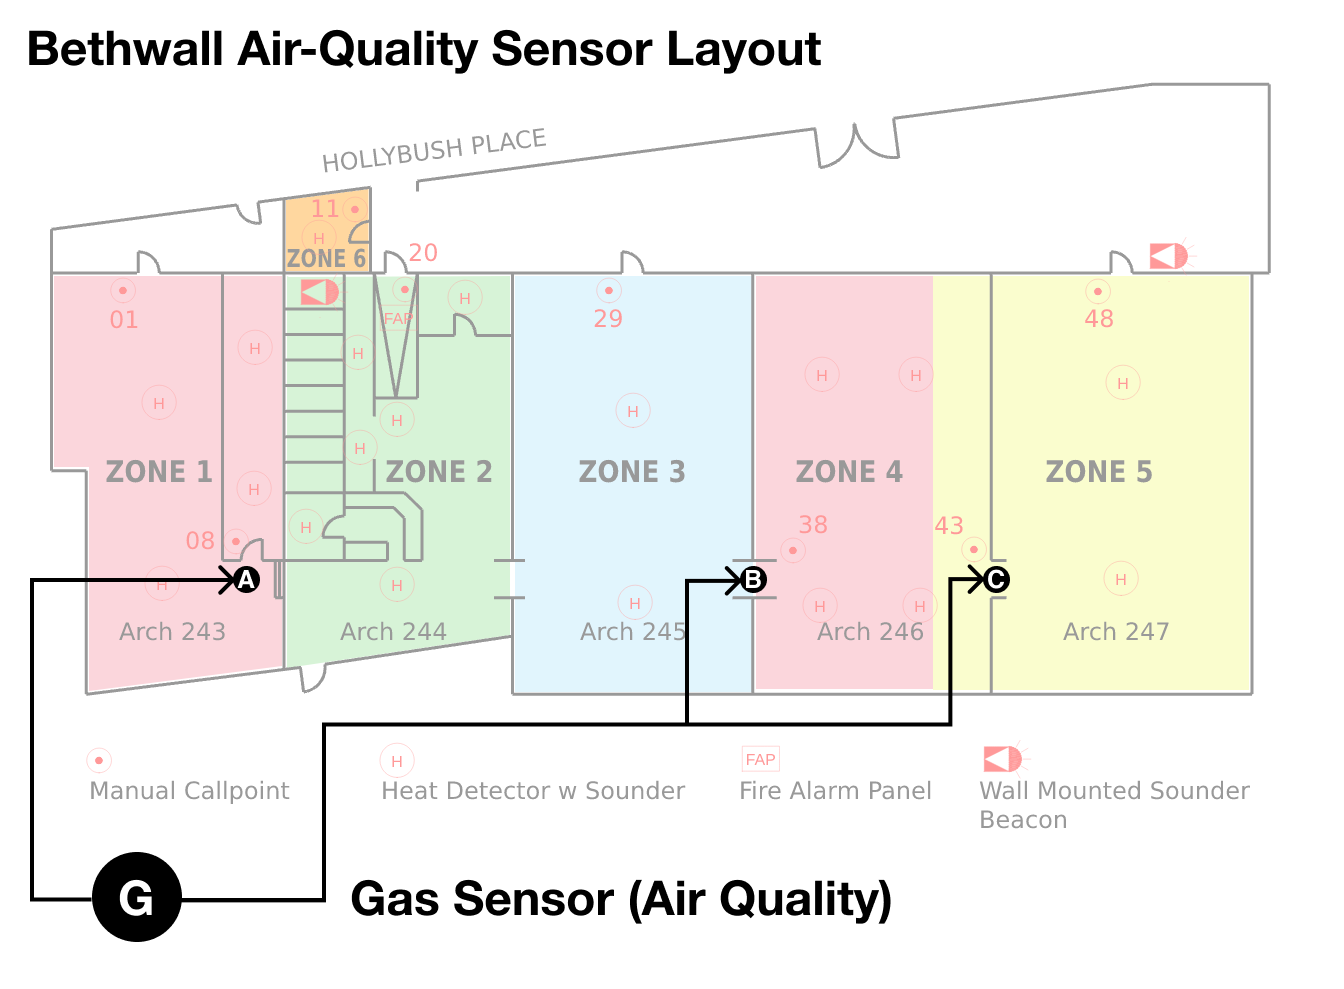 Bethwall Air-Quality Sensor Layout
HOLLYBUSH PLACE
11
H
ZONE 6
20
01
H
FAP
H
29
48
H
H
H
H
H
H
H
H
H
ZONE 1
ZONE 2
ZONE 3
ZONE 4
ZONE 5
H
H
08
H
38
43
A
B
C
H
H
H
H
H
H
Arch 243
Arch 244
Arch 245
Arch 246
Arch 247
H
FAP
Manual Callpoint
Heat Detector w Sounder
Fire Alarm Panel
Wall Mounted Sounder
Beacon
G
Gas Sensor (Air Quality)